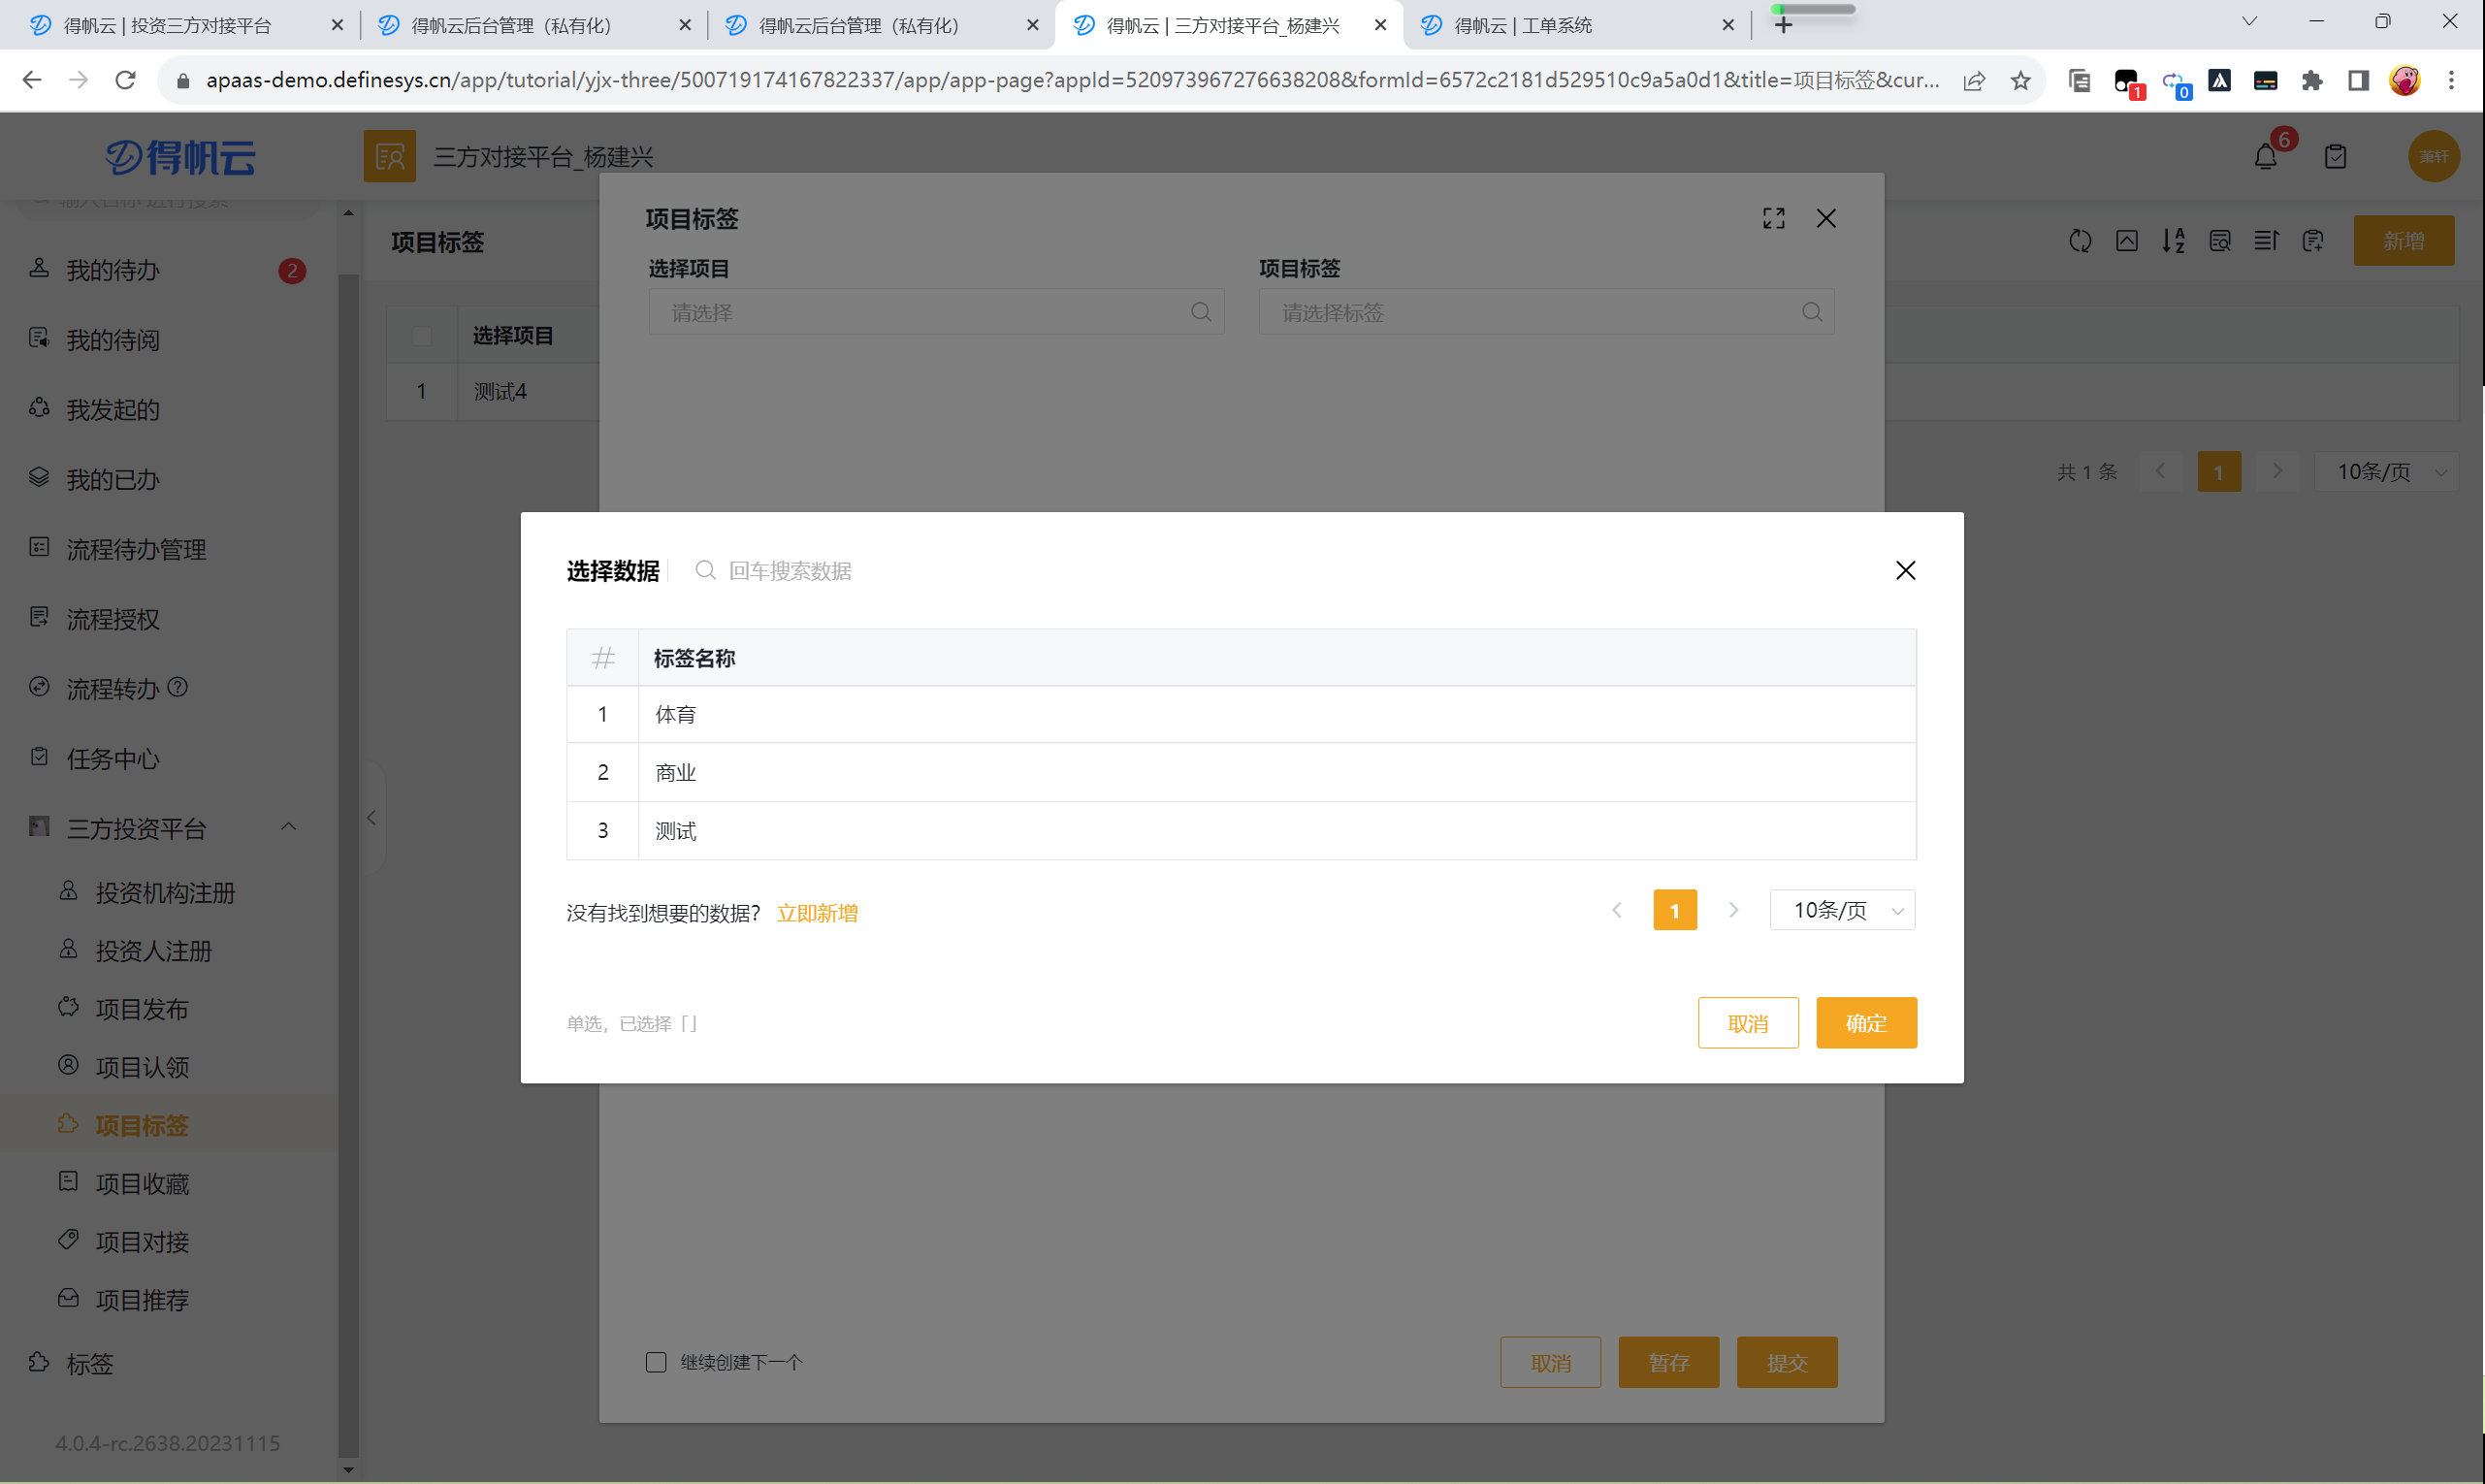 得帆云 | 投资三方对接平台
得帆云后台管理（私有化）
得帆云后台管理（私有化）
得帆云 | 三方对接平台_杨建兴
得帆云 | 工单系统
apaas-demo.definesys.cn/app/tutorial/yjx-three/500719174167822337/app/app-page?appId=520973967276638208&formId=6572c2181d529510c9a5a0d1&title=项目标签&cur...
1
0
得帆云
三方对接平台_杨建兴
6
萧轩
我的待办
2
我的待阅
我发起的
我的已办
流程待办管理
流程授权
流程转办
任务中心
三方投资平台
投资机构注册
投资人注册
项目发布
项目认领
项目标签
项目收藏
项目对接
项目推荐
标签
4.0.4-rc.2638.20231115
项目标签
新增
选择项目
1 测试4
共 1 条
1
10条/页
项目标签
选择项目
请选择
项目标签
请选择标签
选择数据
回车搜索数据
# 标签名称
1 体育
2 商业
3 测试
没有找到想要的数据? 立即新增
1
10条/页
单选，已选择「」
取消
确定
继续创建下一个
取消
暂存
提交